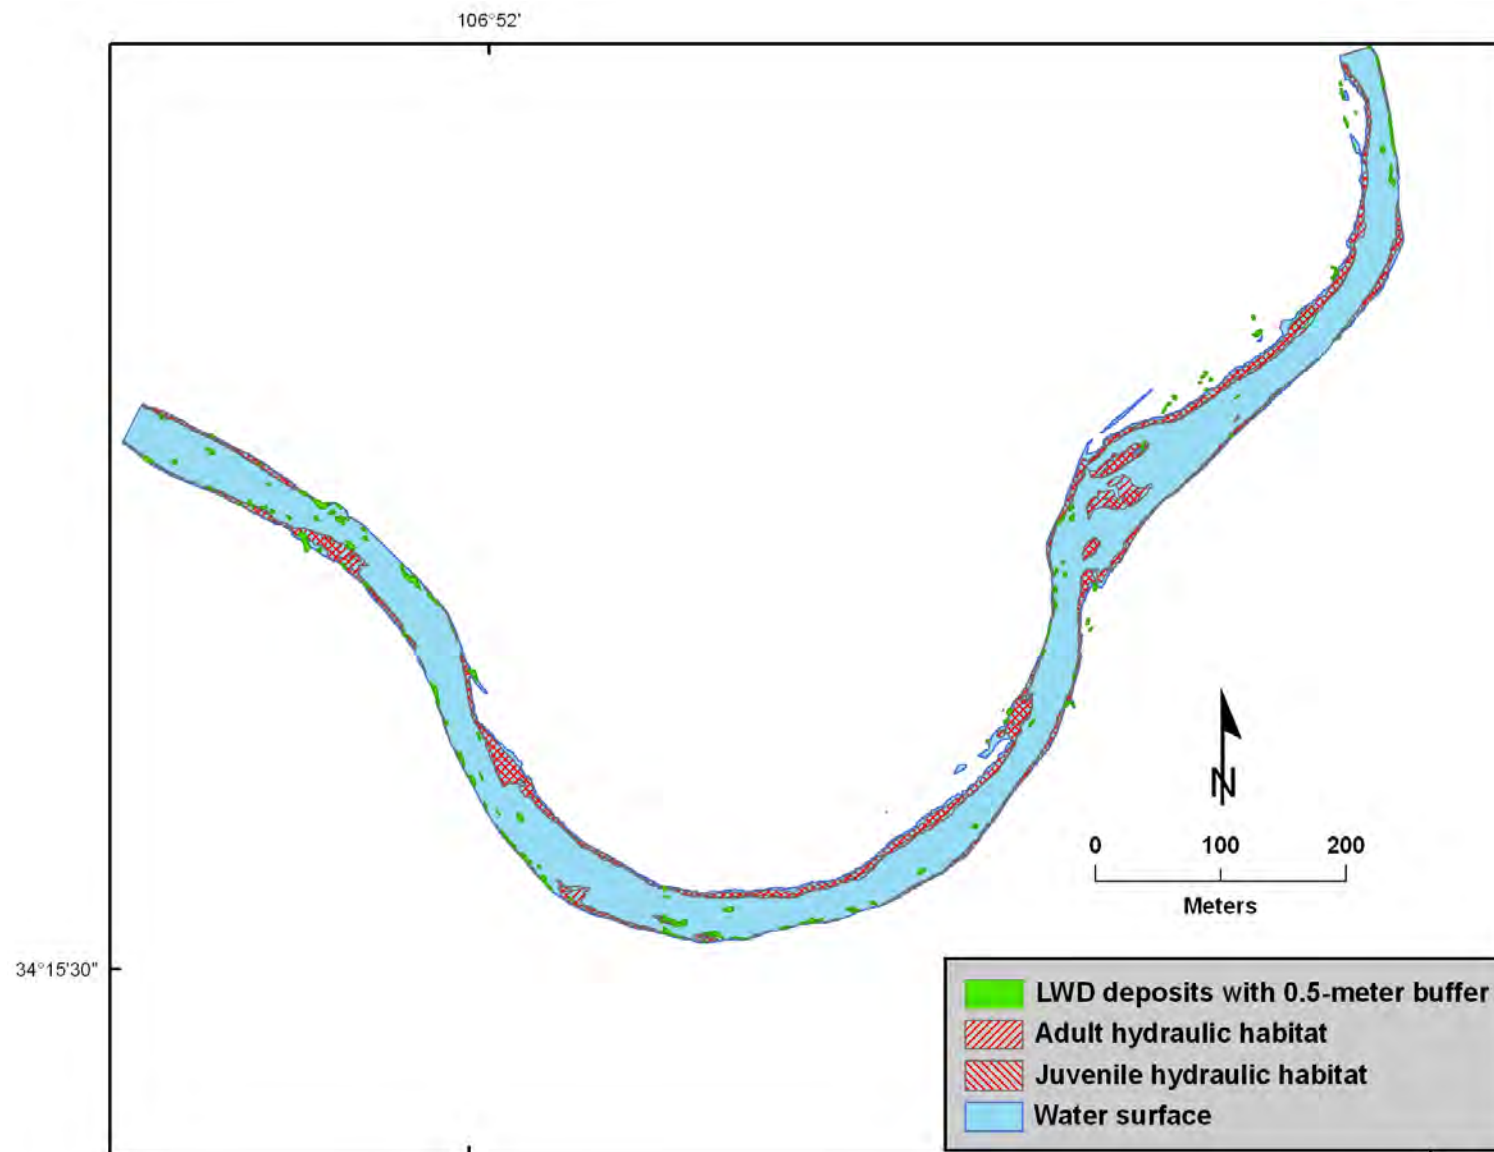 106°52'
34°15'30"
N
0 100 200
Meters
LWD deposits with 0.5-meter buffer
Adult hydraulic habitat
Juvenile hydraulic habitat
Water surface